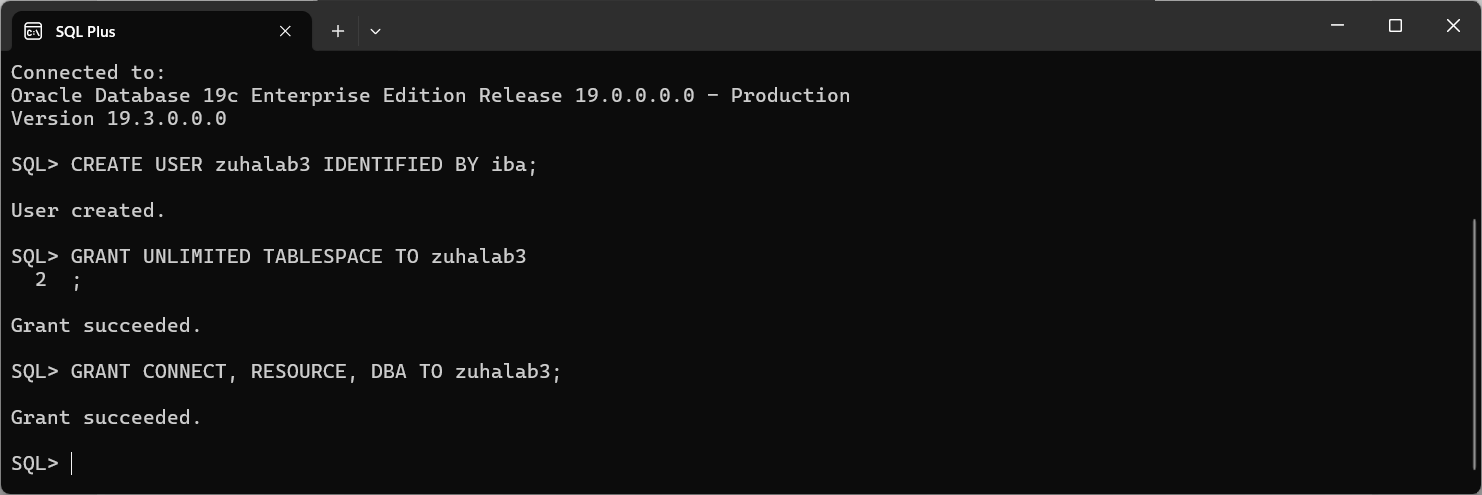 SQL Plus
Connected to:
Oracle Database 19c Enterprise Edition Release 19.0.0.0.0 - Production
Version 19.3.0.0.0
SQL> CREATE USER zuhalab3 IDENTIFIED BY iba;
User created.
SQL> GRANT UNLIMITED TABLESPACE TO zuhalab3
  2  ;
Grant succeeded.
SQL> GRANT CONNECT, RESOURCE, DBA TO zuhalab3;
Grant succeeded.
SQL>